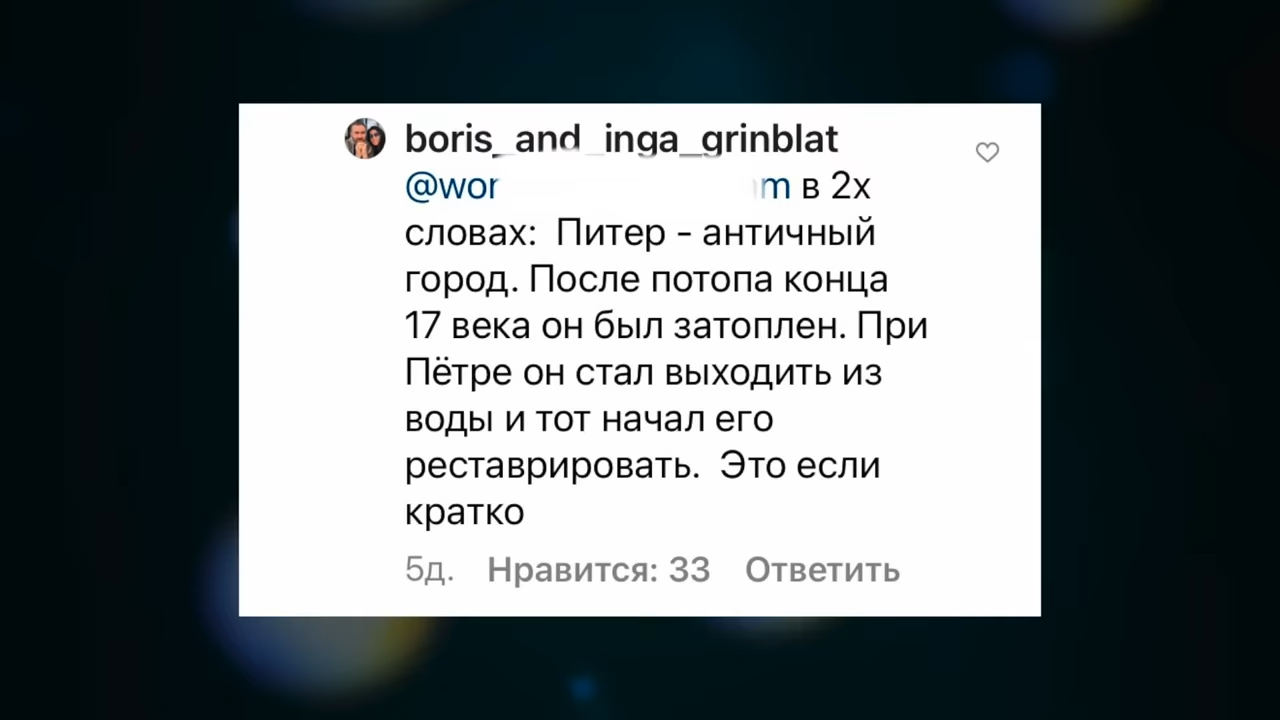 boris_and_inga_grinblat
в 2х
словах: Питер - античный
город. После потопа конца
17 века он был затоплен. При
Пётре он стал выходить из
воды и тот начал его
реставрировать. Это если
кратко
5д. Нравится: 33 Ответить